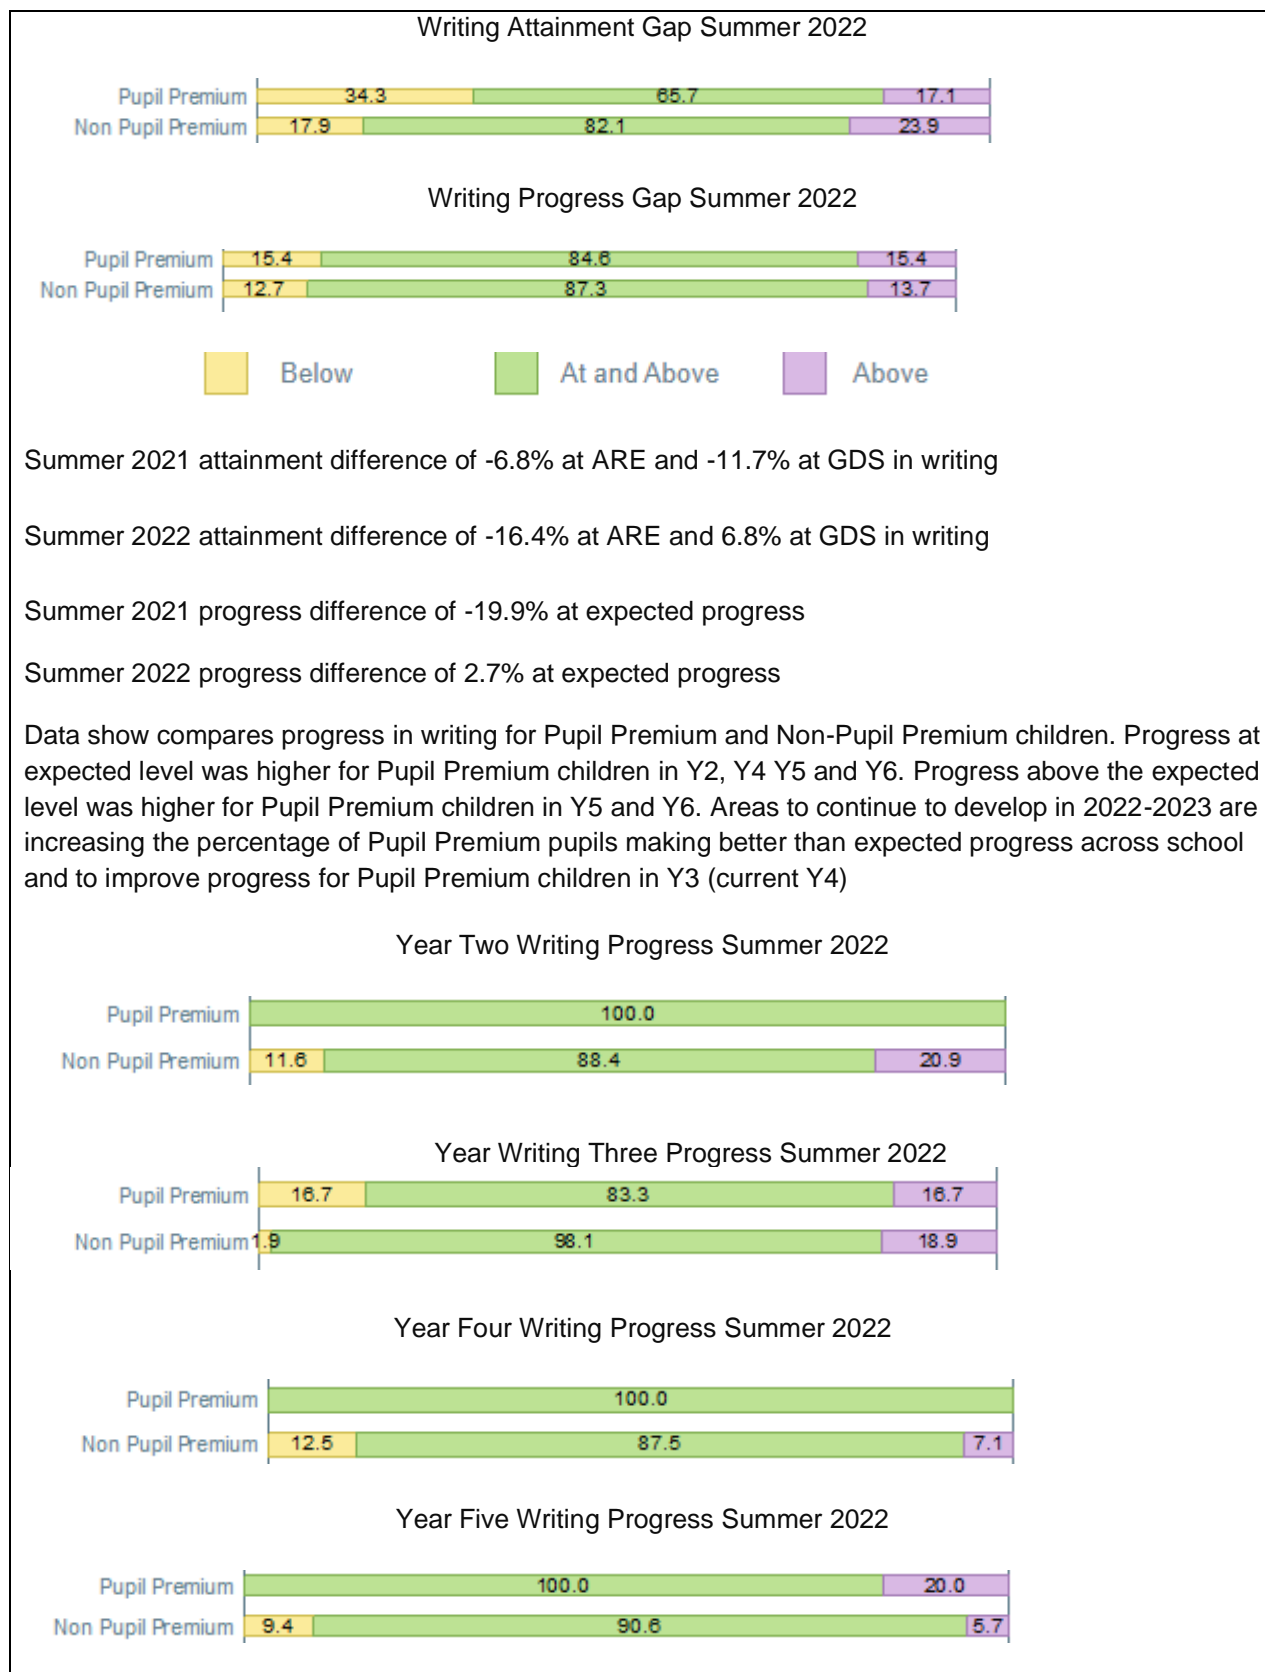 Writing Attainment Gap Summer 2022
Pupil Premium 34.3 65.7 17.1
Non Pupil Premium 17.9 82.1 23.9
Writing Progress Gap Summer 2022
Pupil Premium 15.4 84.6 15.4
Non Pupil Premium 12.7 87.3 13.7
Below At and Above Above
Summer 2021 attainment difference of -6.8% at ARE and -11.7% at GDS in writing
Summer 2022 attainment difference of -16.4% at ARE and 6.8% at GDS in writing
Summer 2021 progress difference of -19.9% at expected progress
Summer 2022 progress difference of 2.7% at expected progress
Data show compares progress in writing for Pupil Premium and Non-Pupil Premium children. Progress at
expected level was higher for Pupil Premium children in Y2, Y4 Y5 and Y6. Progress above the expected
level was higher for Pupil Premium children in Y5 and Y6. Areas to continue to develop in 2022-2023 are
increasing the percentage of Pupil Premium pupils making better than expected progress across school
and to improve progress for Pupil Premium children in Y3 (current Y4)
Year Two Writing Progress Summer 2022
Pupil Premium 100.0
Non Pupil Premium 11.6 88.4 20.9
Year Writing Three Progress Summer 2022
Pupil Premium 16.7 83.3 16.7
Non Pupil Premium 1.9 98.1 18.9
Year Four Writing Progress Summer 2022
Pupil Premium 100.0
Non Pupil Premium 12.5 87.5 7.1
Year Five Writing Progress Summer 2022
Pupil Premium 100.0 20.0
Non Pupil Premium 9.4 90.6 5.7